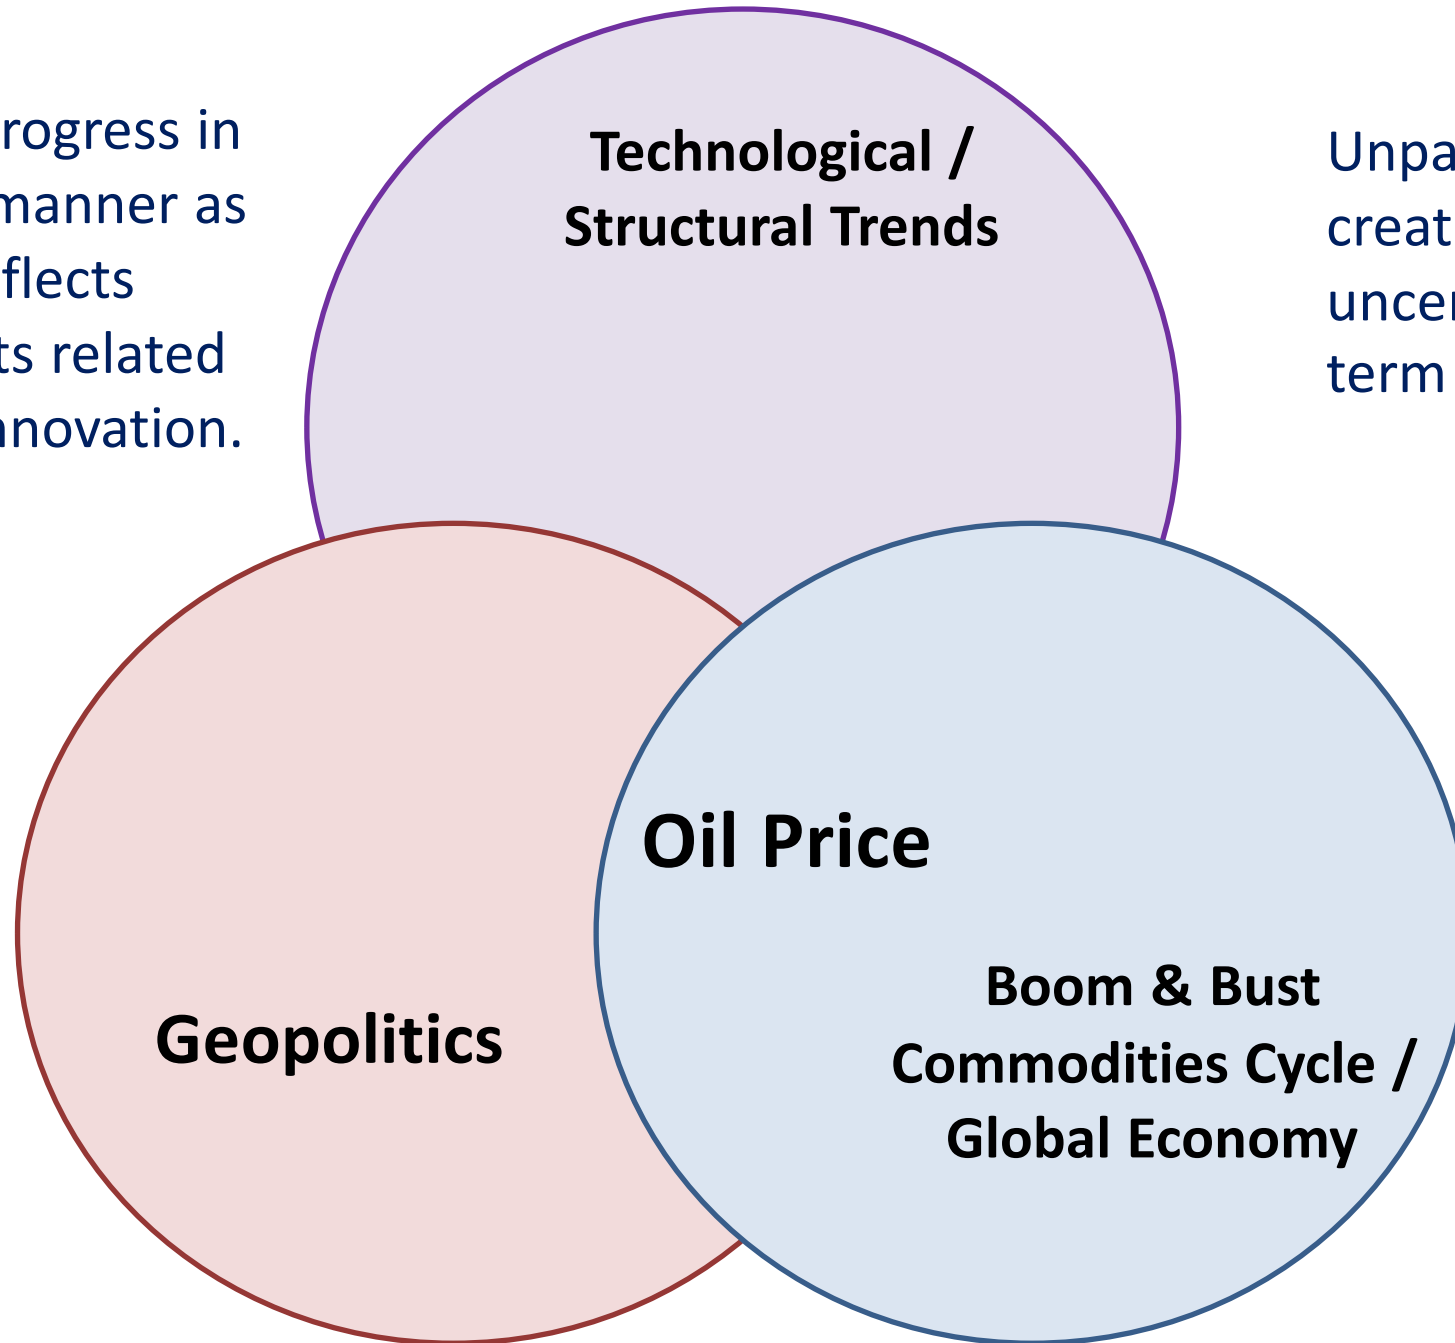 rogress in
manner as
flects
ts related
nnovation.
Technological /
Structural Trends
Unpa
creat
uncer
term
Oil Price
Geopolitics
Boom & Bust
Commodities Cycle /
Global Economy